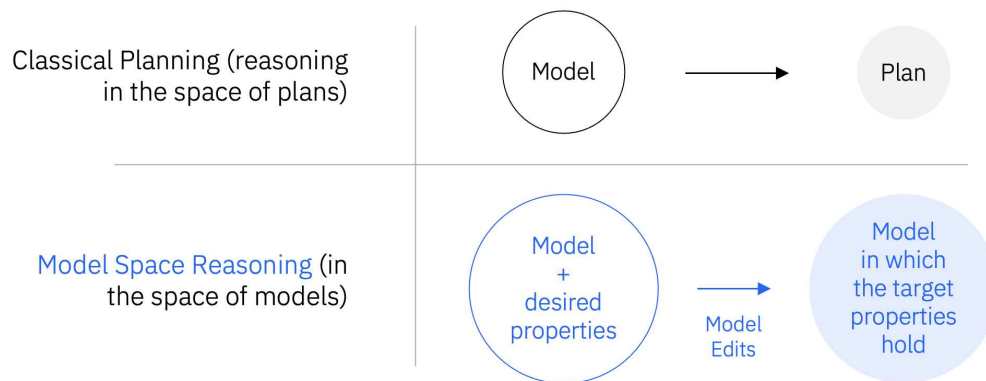 Classical Planning (reasoning
in the space of plans)
Model
Plan
Model Space Reasoning (in
the space of models)
Model
+
desired
properties
Model
Edits
Model
in which
the target
properties
hold